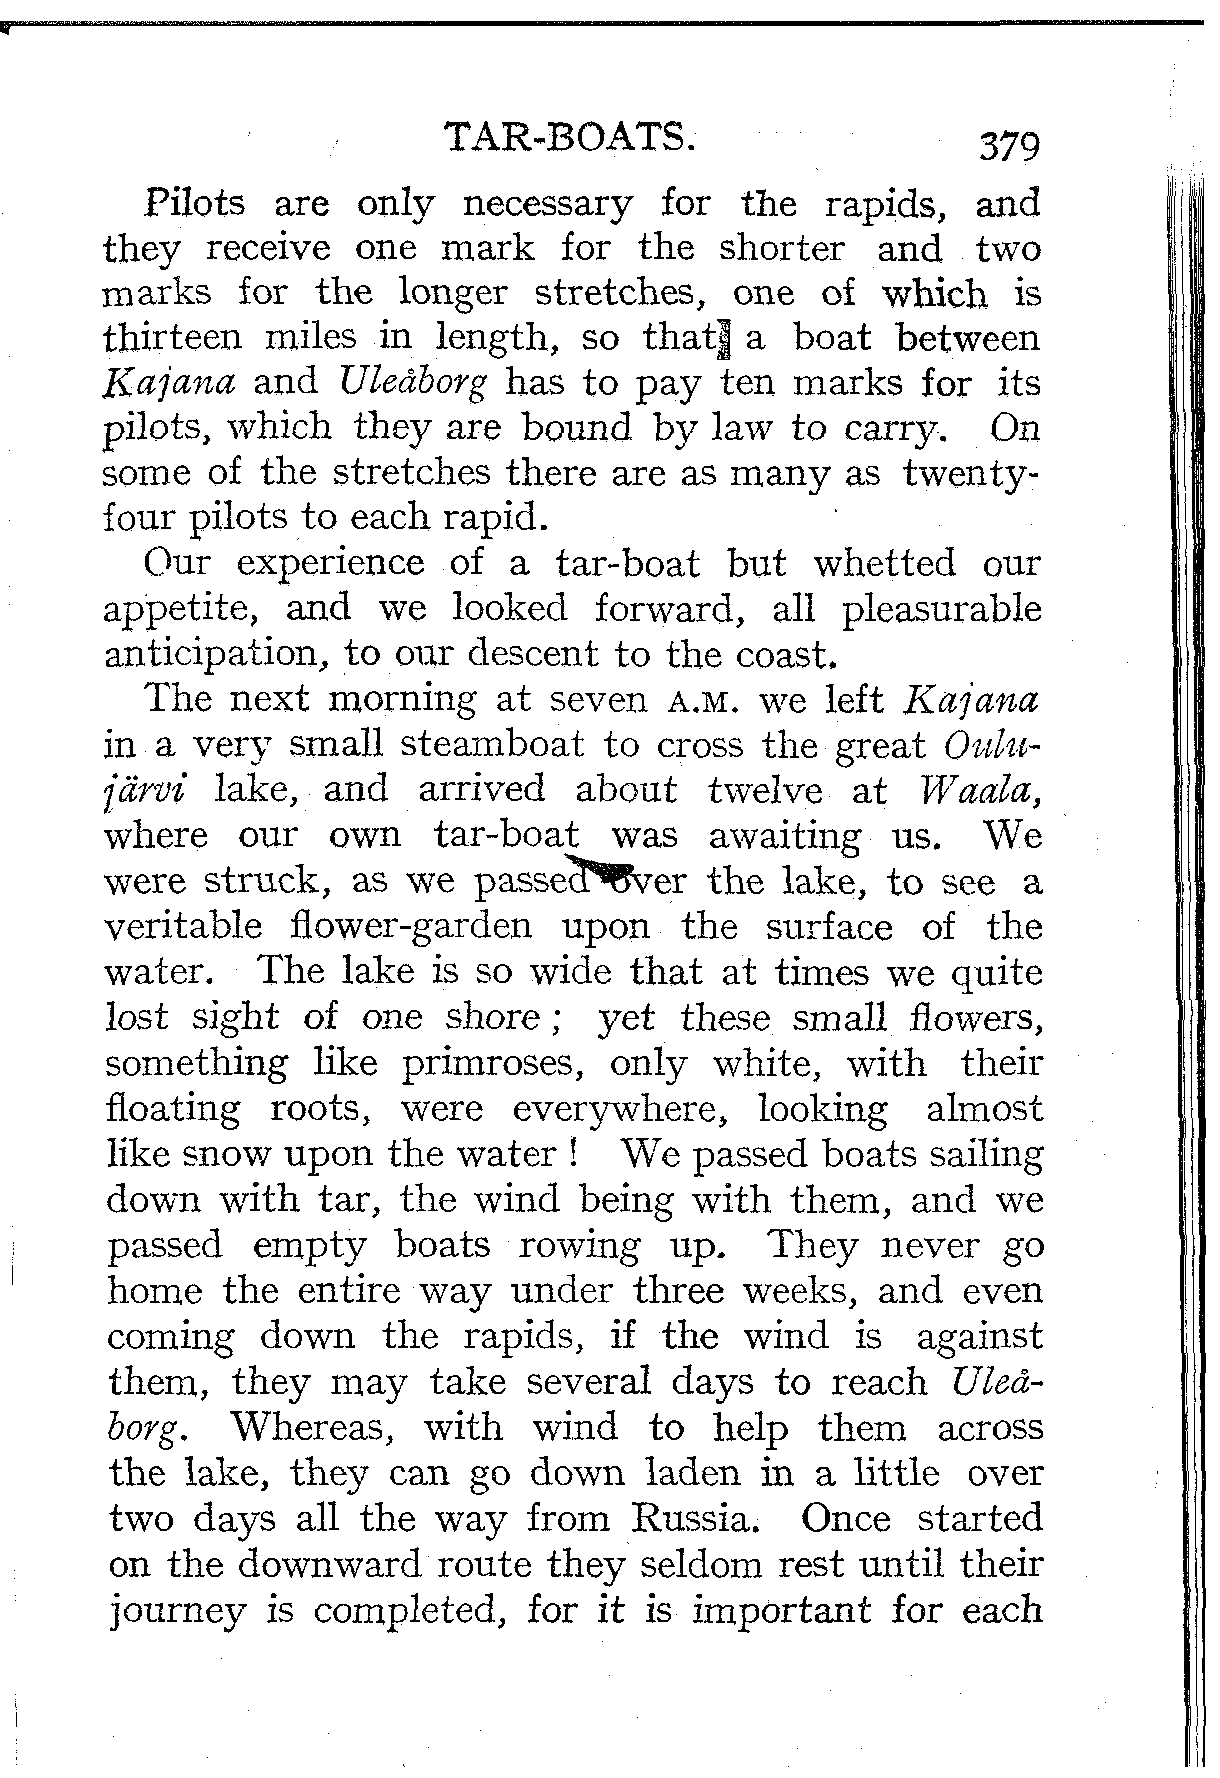 TAR-BOATS. 379
Pilots are only necessary for the rapids, and
they receive one mark for the shorter and two
marks for the longer stretches, one of which is
thirteen miles in length, so that a boat between
Kajana and Uleåborg has to pay ten marks for its
pilots, which they are bound by law to carry. On
some of the stretches there are as many as twenty-
four pilots to each rapid.
Our experience of a tar-boat but whetted our
appetite, and we looked forward, all pleasurable
anticipation, to our descent to the coast.
The next morning at seven A.M. we left Kajana
in a very small steamboat to cross the great Oulu-
järvi lake, and arrived about twelve at Waala,
where our own tar-boat was awaiting us. We
were struck, as we passed over the lake, to see a
veritable flower-garden upon the surface of the
water. The lake is so wide that at times we quite
lost sight of one shore ; yet these small flowers,
something like primroses, only white, with their
floating roots, were everywhere, looking almost
like snow upon the water ! We passed boats sailing
down with tar, the wind being with them, and we
passed empty boats rowing up. They never go
home the entire way under three weeks, and even
coming down the rapids, if the wind is against
them, they may take several days to reach Uleå-
borg. Whereas, with wind to help them across
the lake, they can go down laden in a little over
two days all the way from Russia. Once started
on the downward route they seldom rest until their
journey is completed, for it is important for each